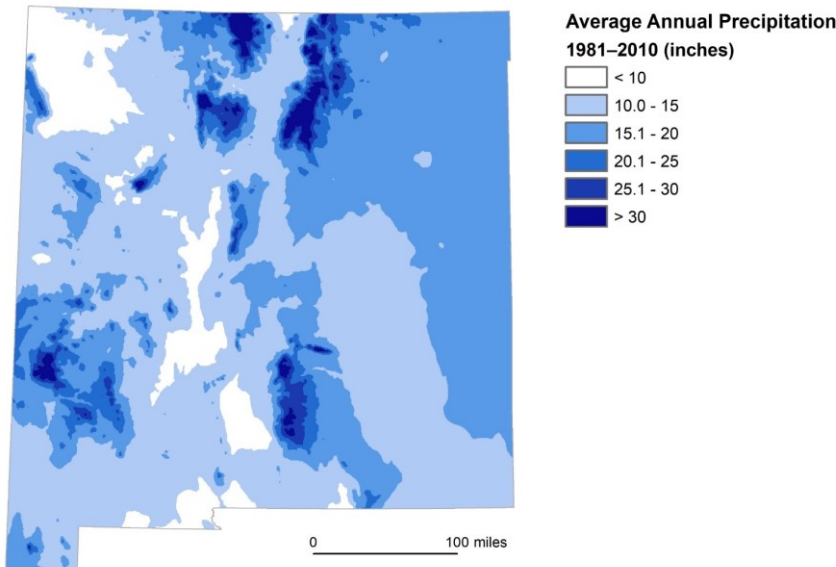 Average Annual Precipitation
1981–2010 (inches)
< 10
10.0 - 15
15.1 - 20
20.1 - 25
25.1 - 30
> 30
0 100 miles